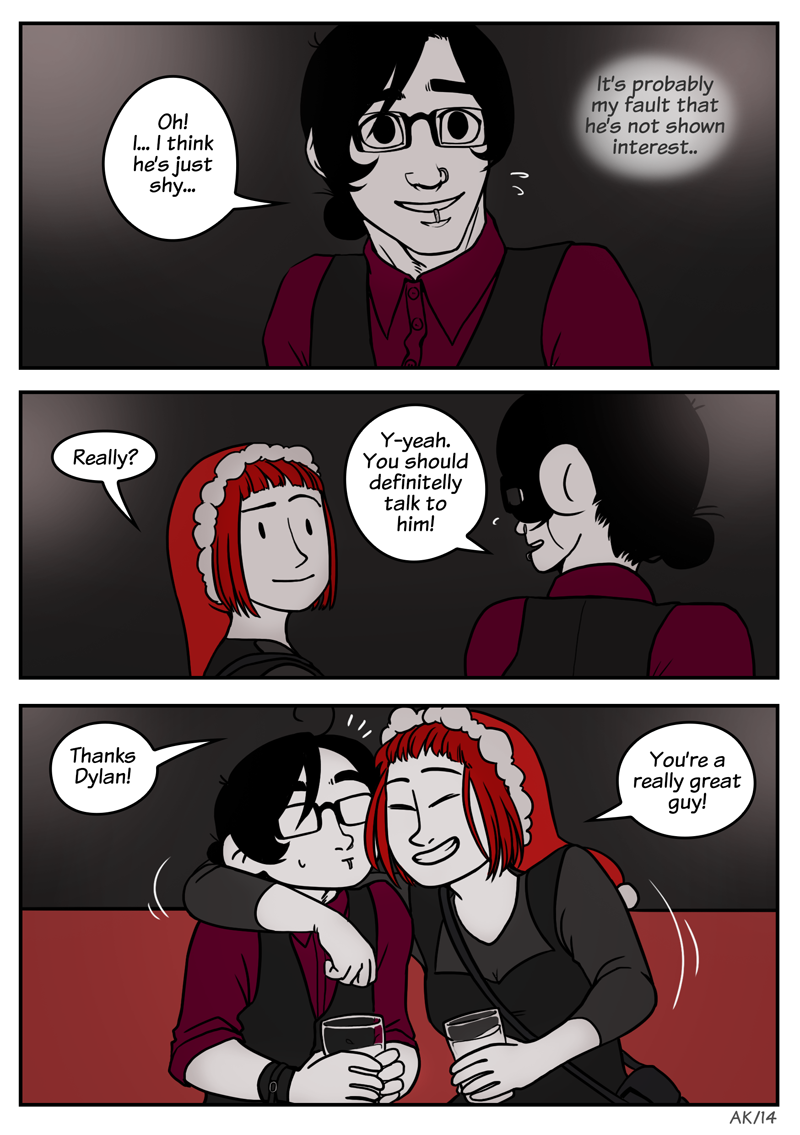 Oh!
I... I think
he's just
shy...
It's probably
my fault that
he's not shown
interest..
Really?
Y-yeah.
You should
definitelly
talk to
him!
Thanks
Dylan!
You're a
really great
guy!
AK/14